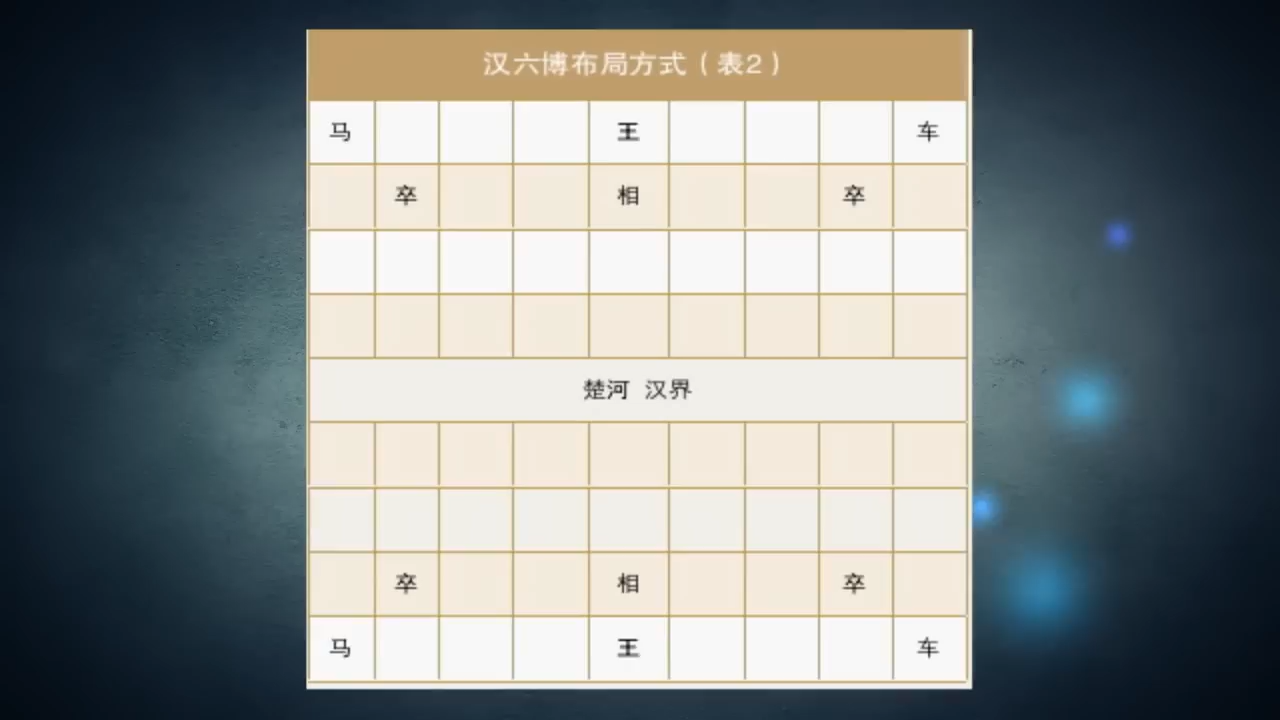 汉六博布局方式（表2）
马 王 车
卒 相 卒
楚河 汉界
卒 相 卒
马 王 车